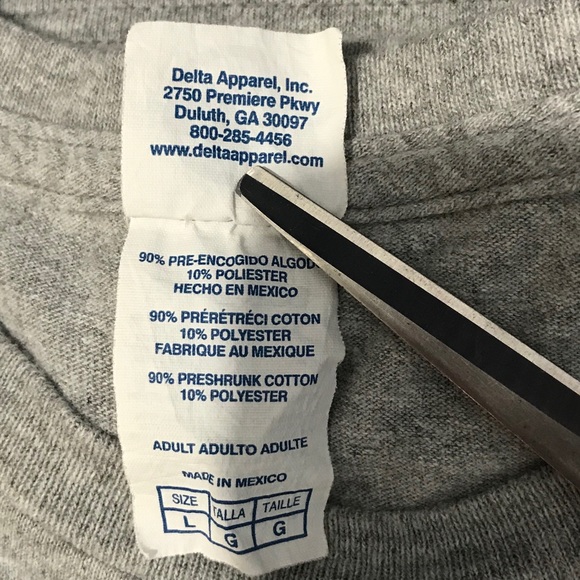 Delta Apparel, Inc.
2750 Premiere Pkwy
Duluth, GA 30097
800-285-4456
www.deltaapparel.com
90% PRE-ENCOGIDO
10% POLIESTER
HECHO EN MEXICO
90% PRÉRÉTRÉCI COTON
10% POLYESTER
FABRIQUE AU MEXIQUE
90% PRESHRUNK COTTON
10% POLYESTER
ADULT ADULTO ADULTE
MADE IN MEXICO
SIZE TALLA TAILLE
L G G